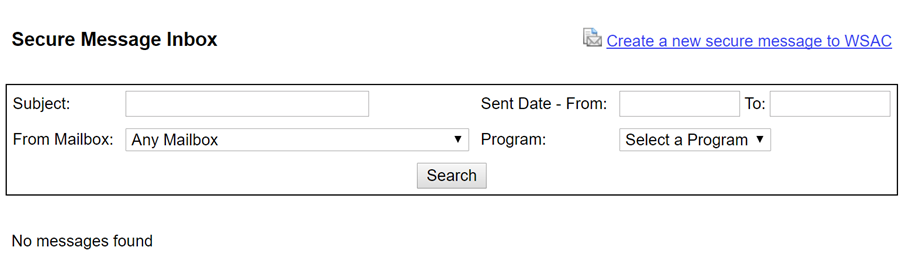 Secure Message Inbox
Create a new secure message to WSAC
Subject:
Sent Date - From:
To:
From Mailbox:
Any Mailbox
Program:
Select a Program
Search
No messages found